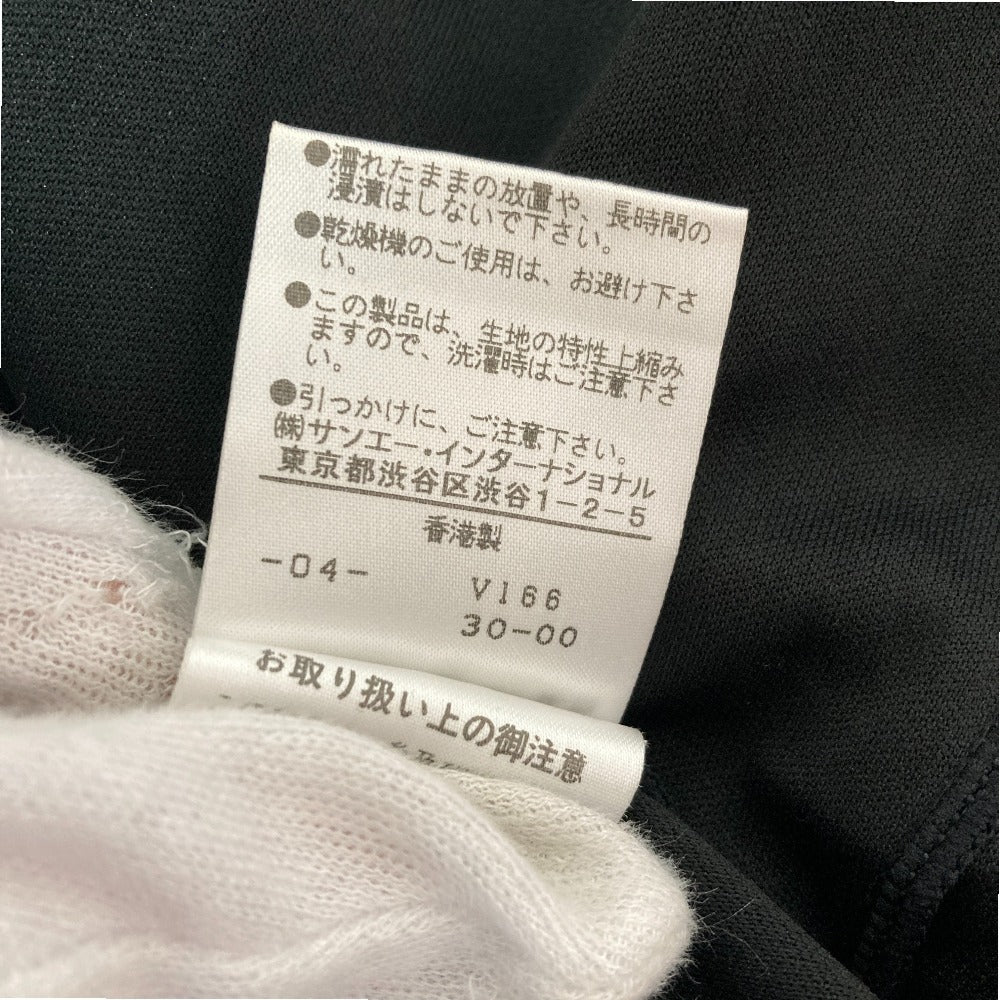 ●濡れたままの放置や、長時間の
浸漬はしないで下さい。
●乾燥機のご使用は、お避け下さ
い。
●この製品は、生地の特性上縮み
ますので、洗濯時はご注意下さ
い。
●引っかけに、ご注意下さい。
(株)サンエー・インターナショナル
東京都渋谷区渋谷1-2-5
香港製
-04-
V166
30-00
お取り扱い上の御注意